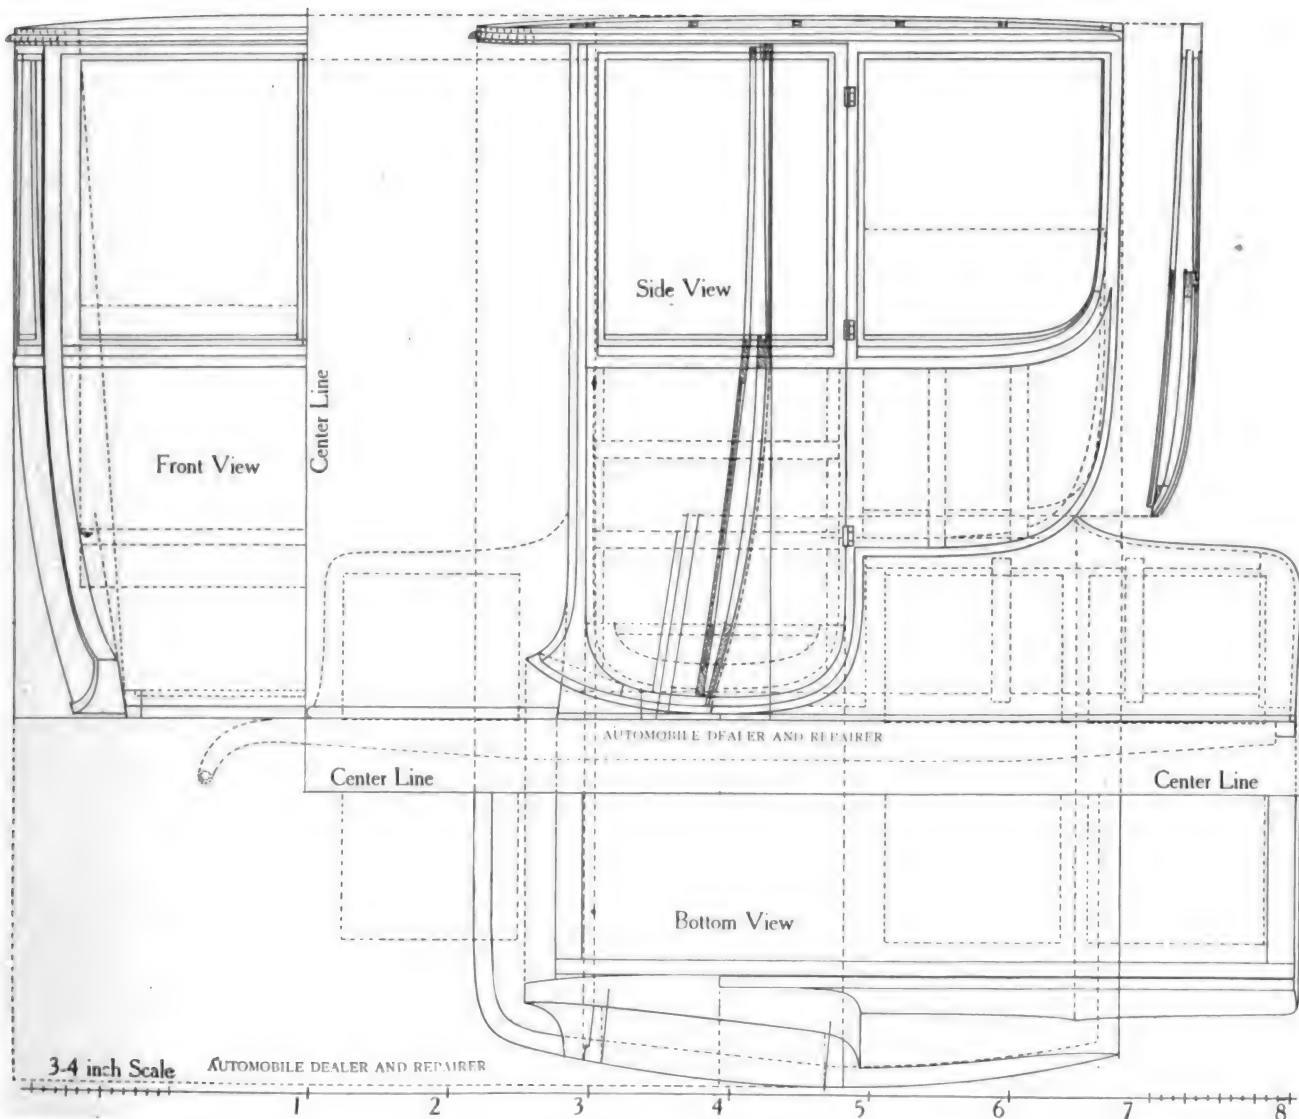 Side View
Center Line
Front View
AUTOMOBILE DEALER AND REPAIRER
Center Line
Center Line
Bottom View
3-4 inch Scale
AUTOMOBILE DEALER AND REPAIRER
1 2 3 4 5 6 7 8